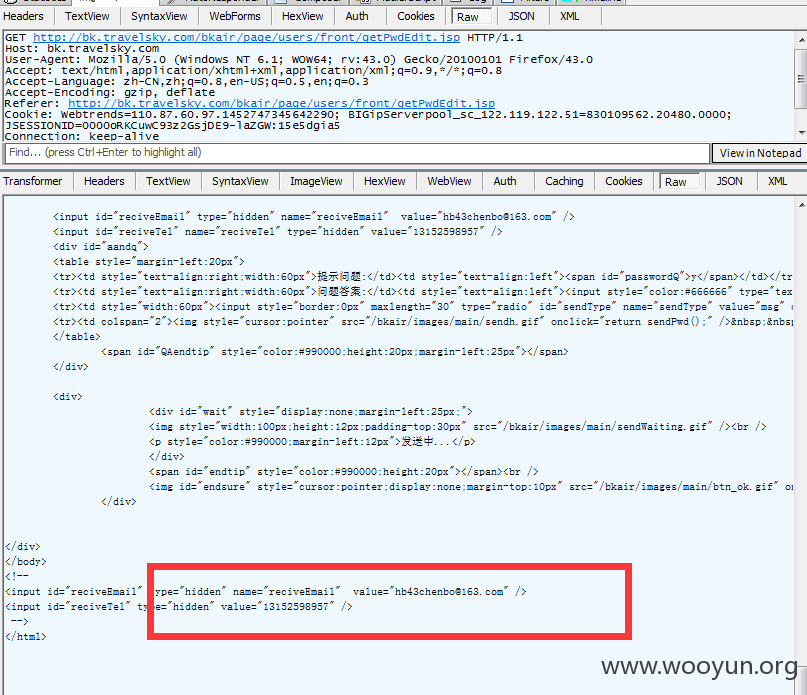 Headers TextView SyntaxView WebForms HexView Auth Cookies Raw JSON XML
GET http://bk.travelsky.com/bkair/page/users/front/getPwdEdit.jsp HTTP/1.1
Host: bk.travelsky.com
User-Agent: Mozilla/5.0 (Windows NT 6.1; WOW64; rv:43.0) Gecko/20100101 Firefox/43.0
Accept: text/html,application/xhtml+xml,application/xml;q=0.9,*/*;q=0.8
Accept-Language: zh-CN,zh;q=0.8,en-US;q=0.5,en;q=0.3
Accept-Encoding: gzip, deflate
Referer: http://bk.travelsky.com/bkair/page/users/front/getPwdEdit.jsp
Cookie: Webtrends=110.87.60.97.1452747345642290; BIGipServerpool_sc_122.119.122.51=830109562.20480.0000;
JSESSIONID=0000oRKCuwC93z2GsjDE9-laZGW:15e5dgia5
Connection: keep-alive
Find... (press Ctrl+Enter to highlight all) View in Notepad
Transformer Headers TextView SyntaxView ImageView HexView WebView Auth Caching Cookies Raw JSON XML
<input id="reciveEmail" type="hidden" name="reciveEmail"  value="hb43chenbo@163.com" />
<input id="reciveTel" name="reciveTel" type="hidden" value="13152598957" />
<div id="aandq">
<table style="margin-left:20px">
<tr><td style="text-align:right;width:60px">提示问题:</td><td style="text-align:left"><span id="passwordQ">y</span></td></tr
<tr><td style="text-align:right;width:60px">问题答案:</td><td style="text-align:left"><input style="color:#666666" type="tex
<tr><td style="width:60px"><input style="border:0px" maxlength="30" type="radio" id="sendType" name="sendType" value="msg"
<tr><td colspan="2"><img style="cursor:pointer" src="/bkair/images/main/sendh.gif" onclick="return sendPwd();" />&nbsp;&nbs
</table>
<span id="QAendtip" style="color:#990000;height:20px;margin-left:25px"></span>
</div>
<div>
<div id="wait" style="display:none;margin-left:25px;">
<img style="width:100px;height:12px;padding-top:30px" src="/bkair/images/main/sendWaiting.gif" /><br />
<p style="color:#990000;margin-left:12px">发送中...</p>
</div>
<span id="endtip" style="color:#990000;height:20px"></span><br />
<img id="endsure" style="cursor:pointer;display:none;margin-top:10px" src="/bkair/images/main/btn_ok.gif" on
</div>
</div>
</body>
<!--
<input id="reciveEmail" type="hidden" name="reciveEmail"  value="hb43chenbo@163.com" />
<input id="reciveTel" type="hidden" value="13152598957" />
-->
</html>
www.wooyun.org